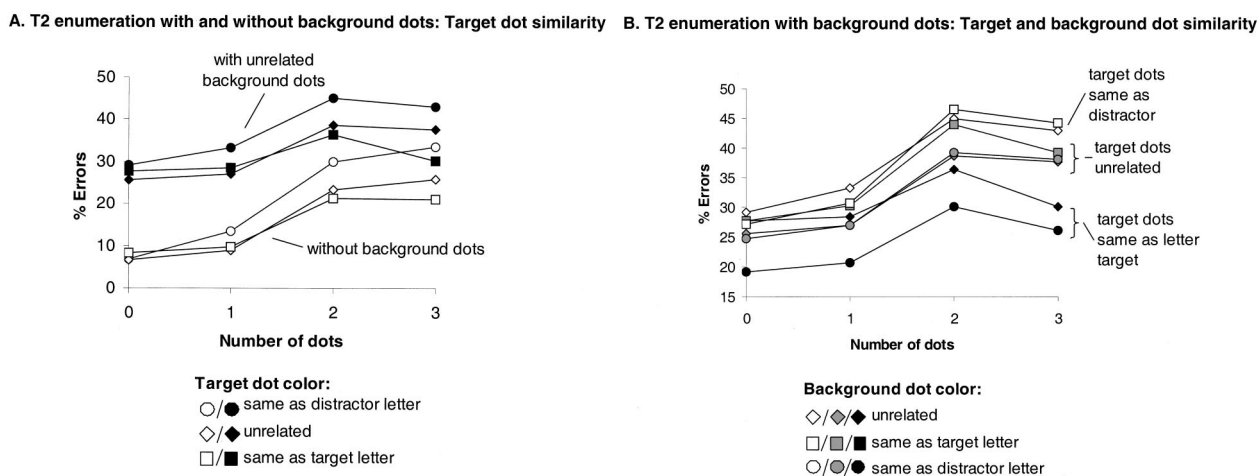 A. T2 enumeration with and without background dots: Target dot similarity
with unrelated
background dots
50
40
30
20
10
0
% Errors
without background dots
0 1 2 3
Number of dots
Target dot color:
/ same as distractor letter
/ unrelated
/ same as target letter
B. T2 enumeration with background dots: Target and background dot similarity
50
45
40
35
30
25
20
15
% Errors
target dots
same as
distractor
target dots
unrelated
target dots
same as letter
target
0 1 2 3
Number of dots
Background dot color:
/ / unrelated
/ / same as target letter
/ / same as distractor letter